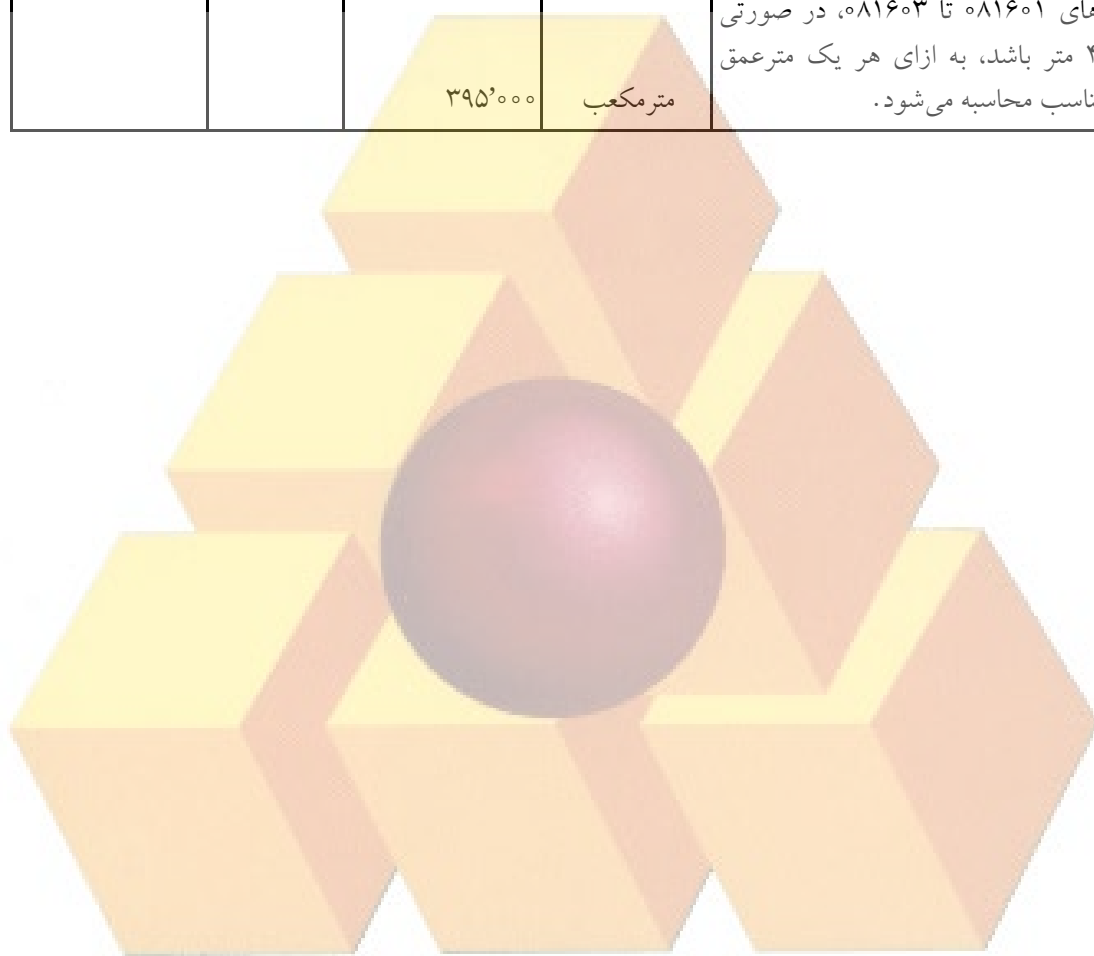 های ۰۸۱۶۰۱ تا ۰۸۱۶۰۳، در صورتی
۴ متر باشد، به ازای هر یک مترعمق
محاسبه می‌شود. مترمکعب ۳۹۵٬۰۰۰